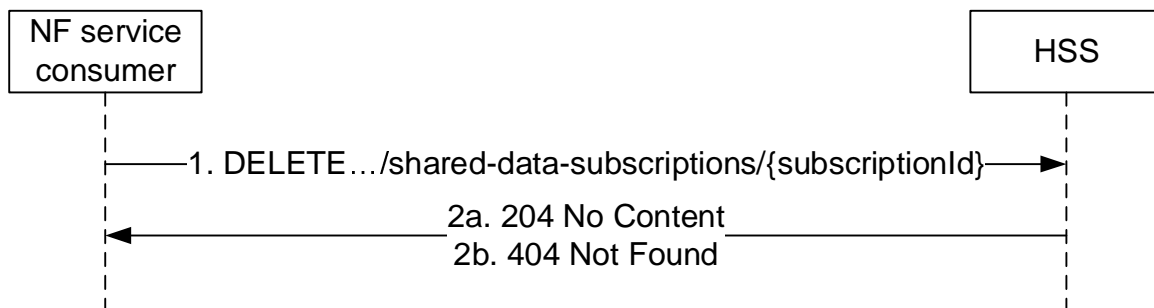 NF service
consumer
HSS
1. DELETE…/shared-data-subscriptions/{subscriptionId}
2a. 204 No Content
2b. 404 Not Found